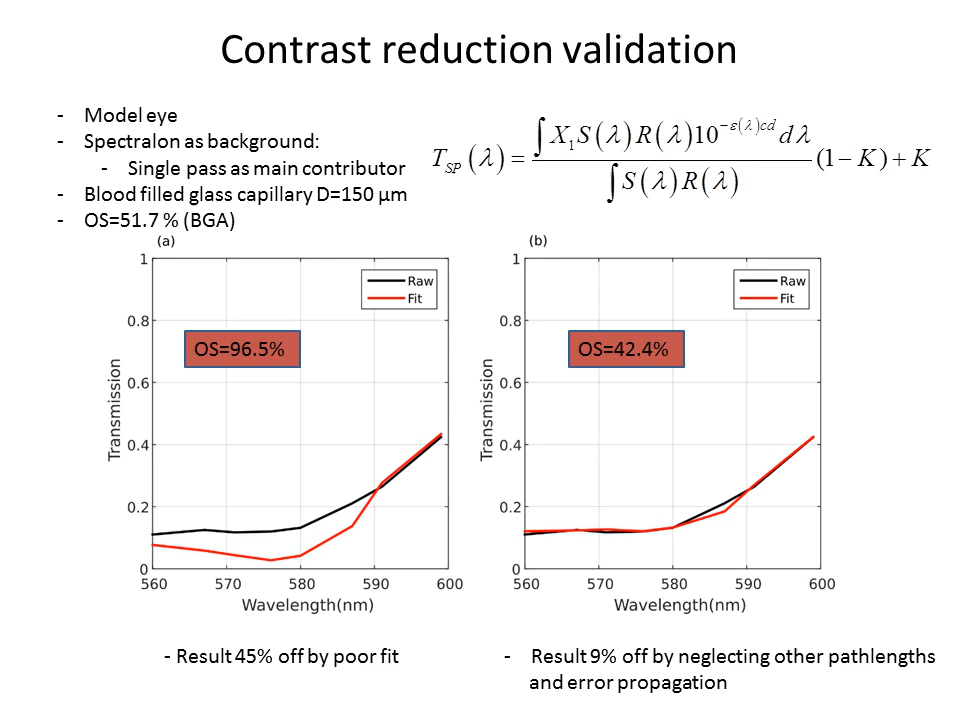 Contrast reduction validation
- Model eye
- Spectralon as background:
- Single pass as main contributor
- Blood filled glass capillary D=150 µm
- OS=51.7 % (BGA)
T_SP (λ) = ∫ X₁S(λ)R(λ)10^(−ε(λ)cd) dλ / ∫ S(λ)R(λ) (1−K)+K
(a)
1
0.8
0.6
0.4
0.2
0
560
570
580
590
600
Transmission
Wavelength(nm)
Raw
Fit
OS=96.5%
(b)
1
0.8
0.6
0.4
0.2
0
560
570
580
590
600
Transmission
Wavelength(nm)
Raw
Fit
OS=42.4%
- Result 45% off by poor fit
- Result 9% off by neglecting other pathlengths
and error propagation